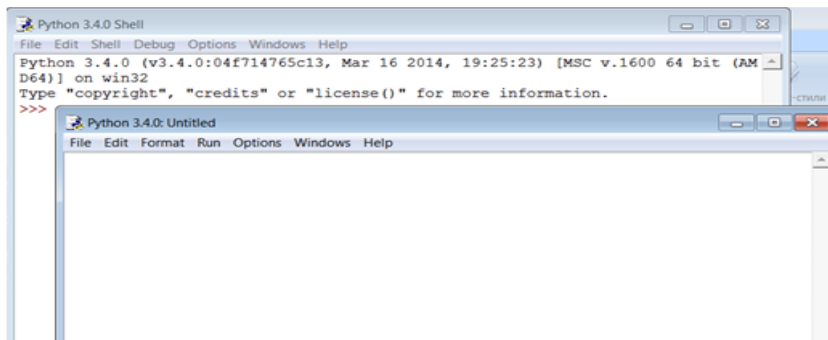 Python 3.4.0 Shell
File Edit Shell Debug Options Windows Help
Python 3.4.0 (v3.4.0:04f714765c13, Mar 16 2014, 19:25:23) [MSC v.1600 64 bit (AM
D64)] on win32
Type "copyright", "credits" or "license()" for more information.
>>>
-стили
Python 3.4.0: Untitled
File Edit Format Run Options Windows Help